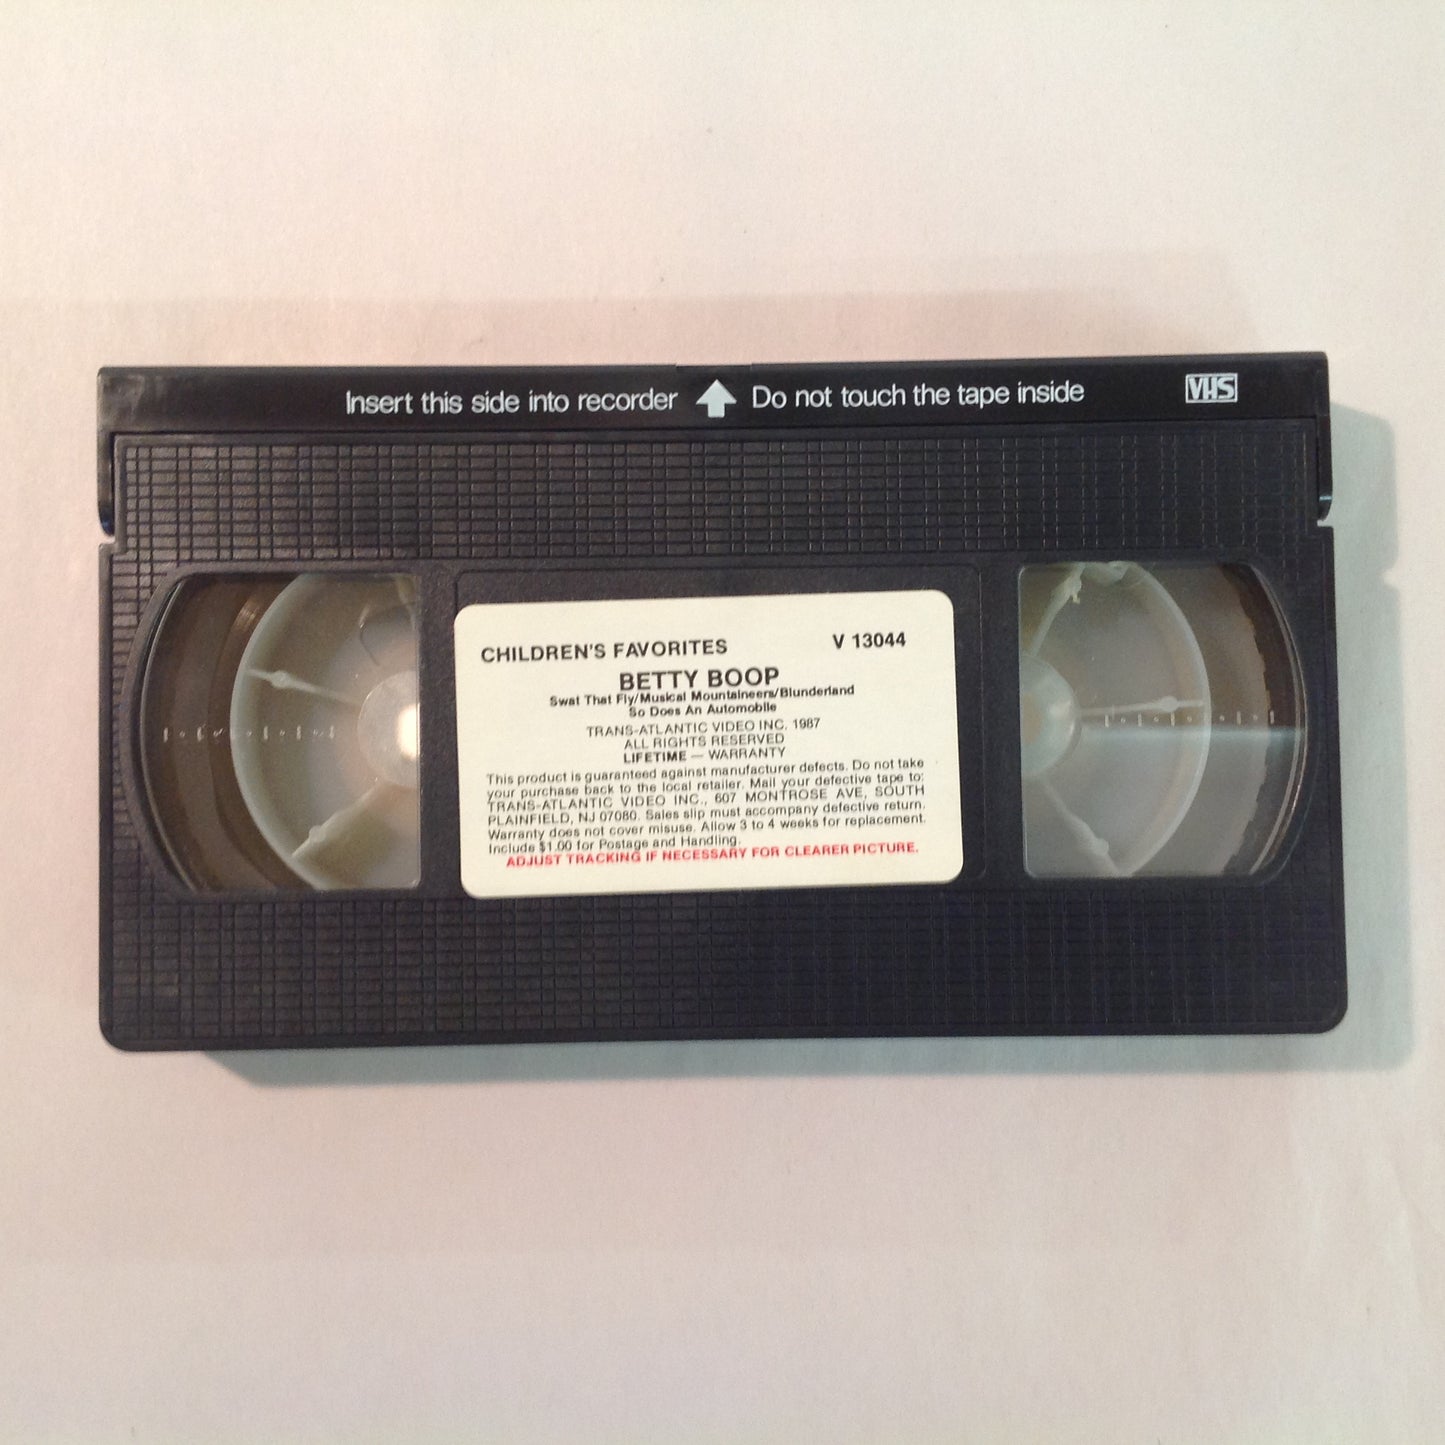 Insert this side into recorder Do not touch the tape inside VHS
CHILDREN'S FAVORITES V 13044
BETTY BOOP
Swat That Fly/Musical Mountaineers/Blunderland
So Does An Automobile
TRANS-ATLANTIC VIDEO INC. 1987
ALL RIGHTS RESERVED
LIFETIME — WARRANTY
This product is guaranteed against manufacturer defects. Do not take
your purchase back to the local retailer. Mail your defective tape to:
TRANS-ATLANTIC VIDEO INC., 607 MONTROSE AVE, SOUTH
PLAINFIELD, NJ 07080. Sales slip must accompany defective return.
Warranty does not cover misuse. Allow 3 to 4 weeks for replacement.
Include $1.00 for Postage and Handling.
ADJUST TRACKING IF NECESSARY FOR CLEARER PICTURE.